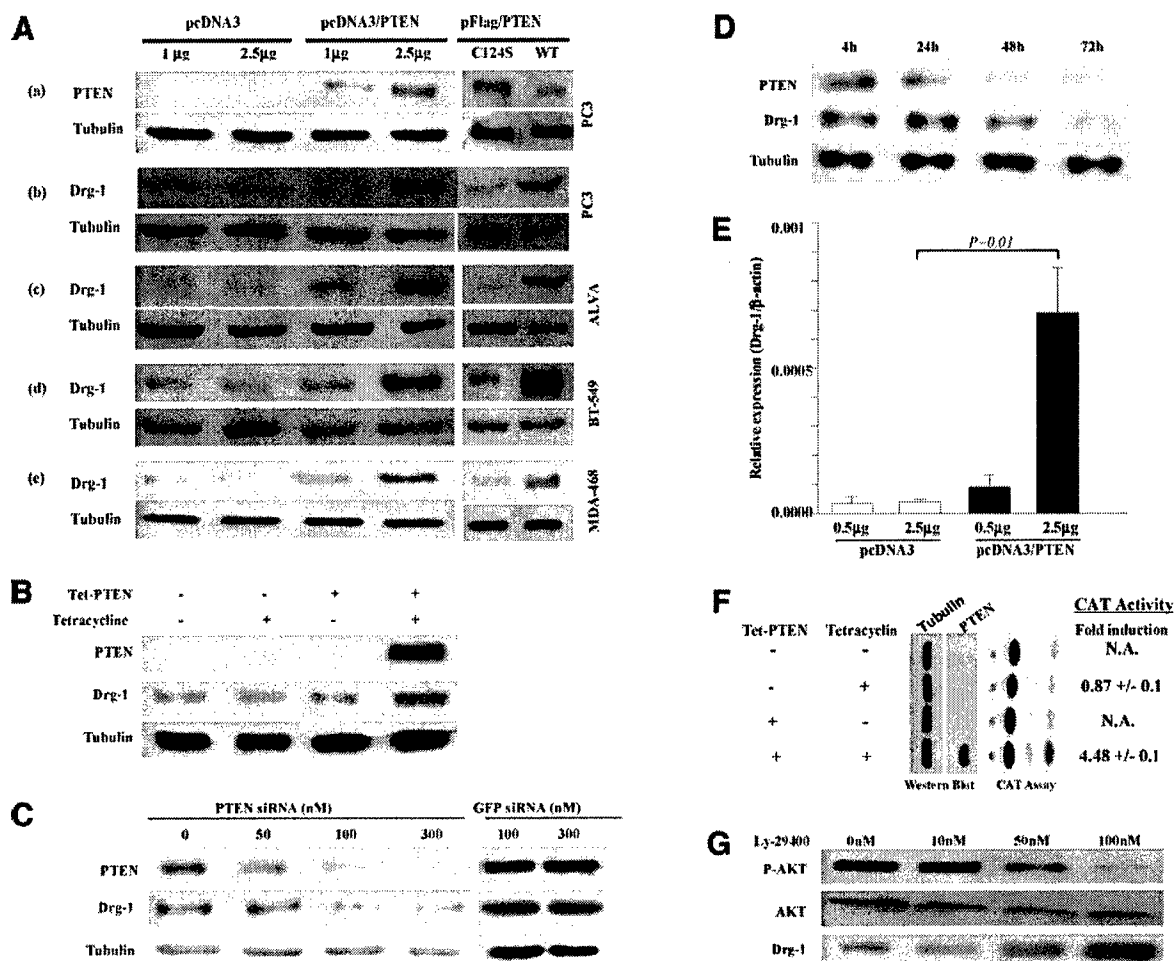 A
pcDNA3 pcDNA3/PTEN pFlag/PTEN
1 µg 2.5µg 1µg 2.5µg C124S WT
(a) PTEN
Tubulin
PC3
(b) Drg-1
Tubulin
PC3
(c) Drg-1
Tubulin
ALVA
(d) Drg-1
Tubulin
BT-549
(e) Drg-1
Tubulin
MDA-468
B
Tet-PTEN - - + +
Tetracycline - + - +
PTEN
Drg-1
Tubulin
C
PTEN siRNA (nM) GFP siRNA (nM)
0 50 100 300 100 300
PTEN
Drg-1
Tubulin
D
4h 24h 48h 72h
PTEN
Drg-1
Tubulin
E
Relative expression (Drg-1/β-actin)
0.001
0.0005
0.0000
P=0.01
0.5µg 2.5µg 0.5µg 2.5µg
pcDNA3 pcDNA3/PTEN
F
Tubulin PTEN CAT Activity
Tet-PTEN Tetracyclin Fold induction
- - N.A.
- + 0.87 +/- 0.1
+ - N.A.
+ + 4.48 +/- 0.1
Western Blot CAT Assay
G
Ly-29400 0nM 10nM 50nM 100nM
P-AKT
AKT
Drg-1